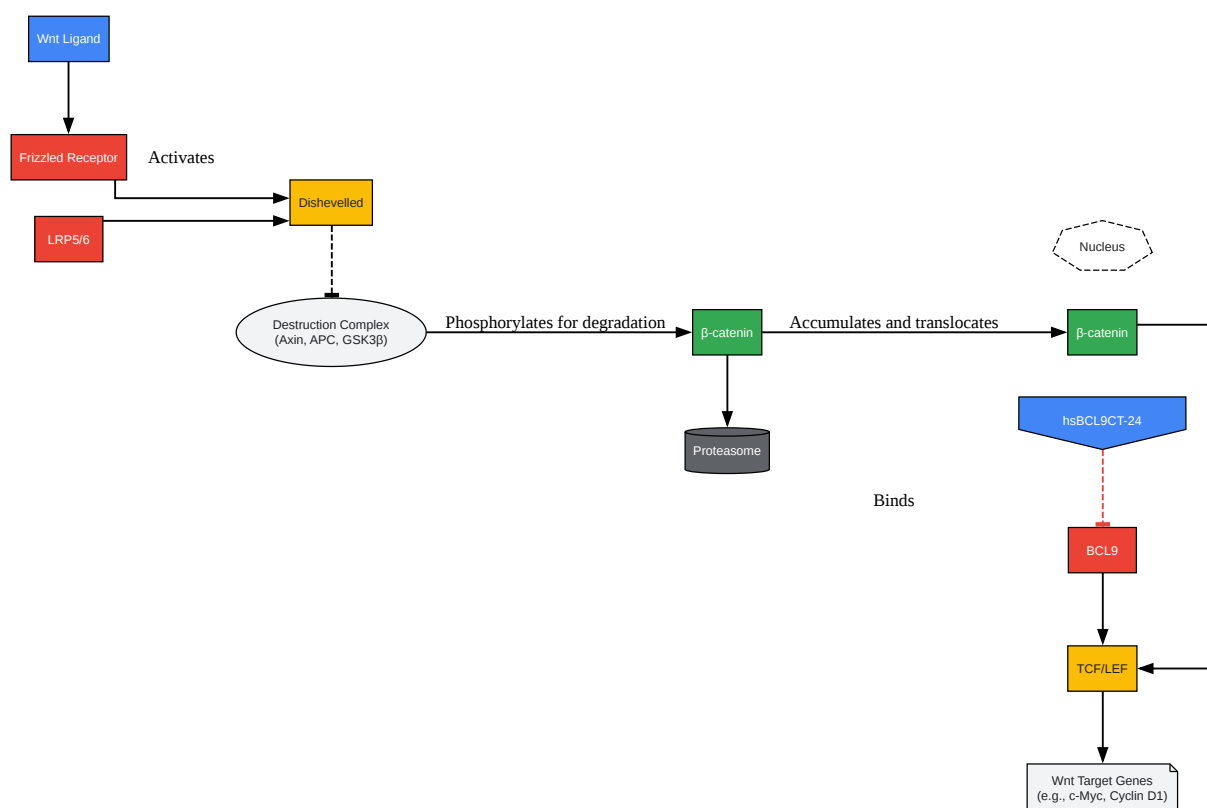 Wnt Ligand
Frizzled Receptor
Activates
Dishevelled
LRP5/6
Nucleus
Destruction Complex
(Axin, APC, GSK3β)
Phosphorylates for degradation
β-catenin
Accumulates and translocates
β-catenin
hsBCL9CT-24
Proteasome
Binds
BCL9
TCF/LEF
Wnt Target Genes
(e.g., c-Myc, Cyclin D1)